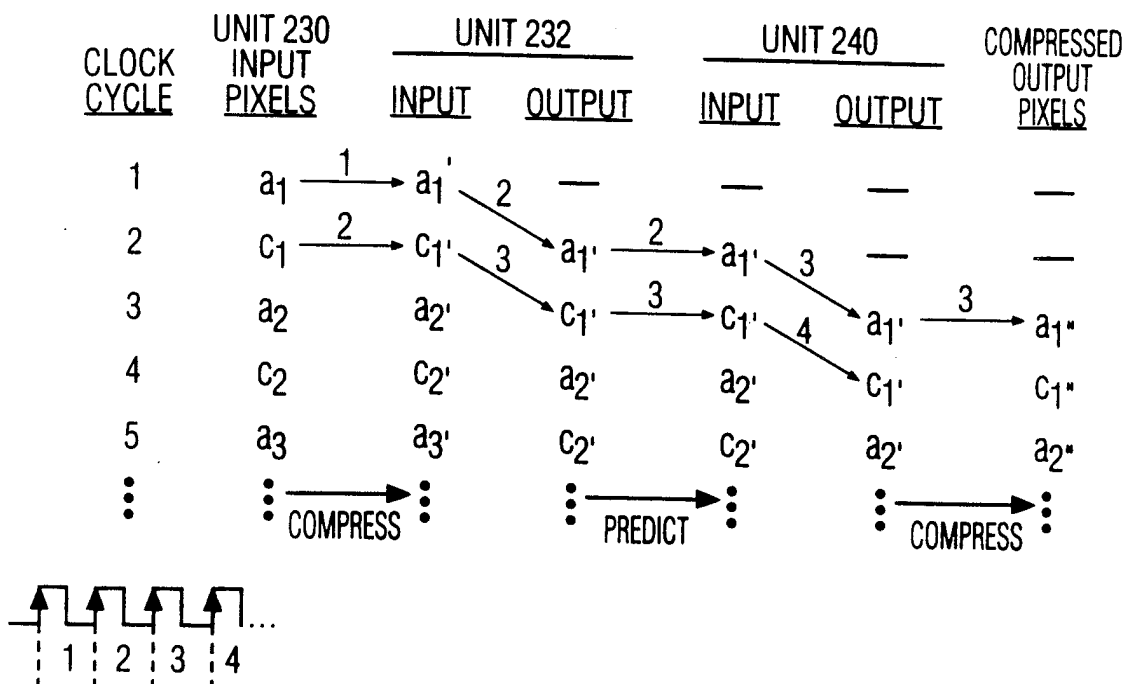 CLOCK CYCLE UNIT 230 INPUT PIXELS UNIT 232 UNIT 240 COMPRESSED OUTPUT PIXELS
INPUT OUTPUT INPUT OUTPUT
1 a1 1 a1' 2 — — — —
2 c1 2 c1' 3 a1' 2 a1' 3 — —
3 a2 a2' c1' 3 c1' 4 a1' 3 a1"
4 c2 c2' a2' a2' c1' c1"
5 a3 a3' c2' c2' a2' a2"
COMPRESS PREDICT COMPRESS
1 2 3 4 ...